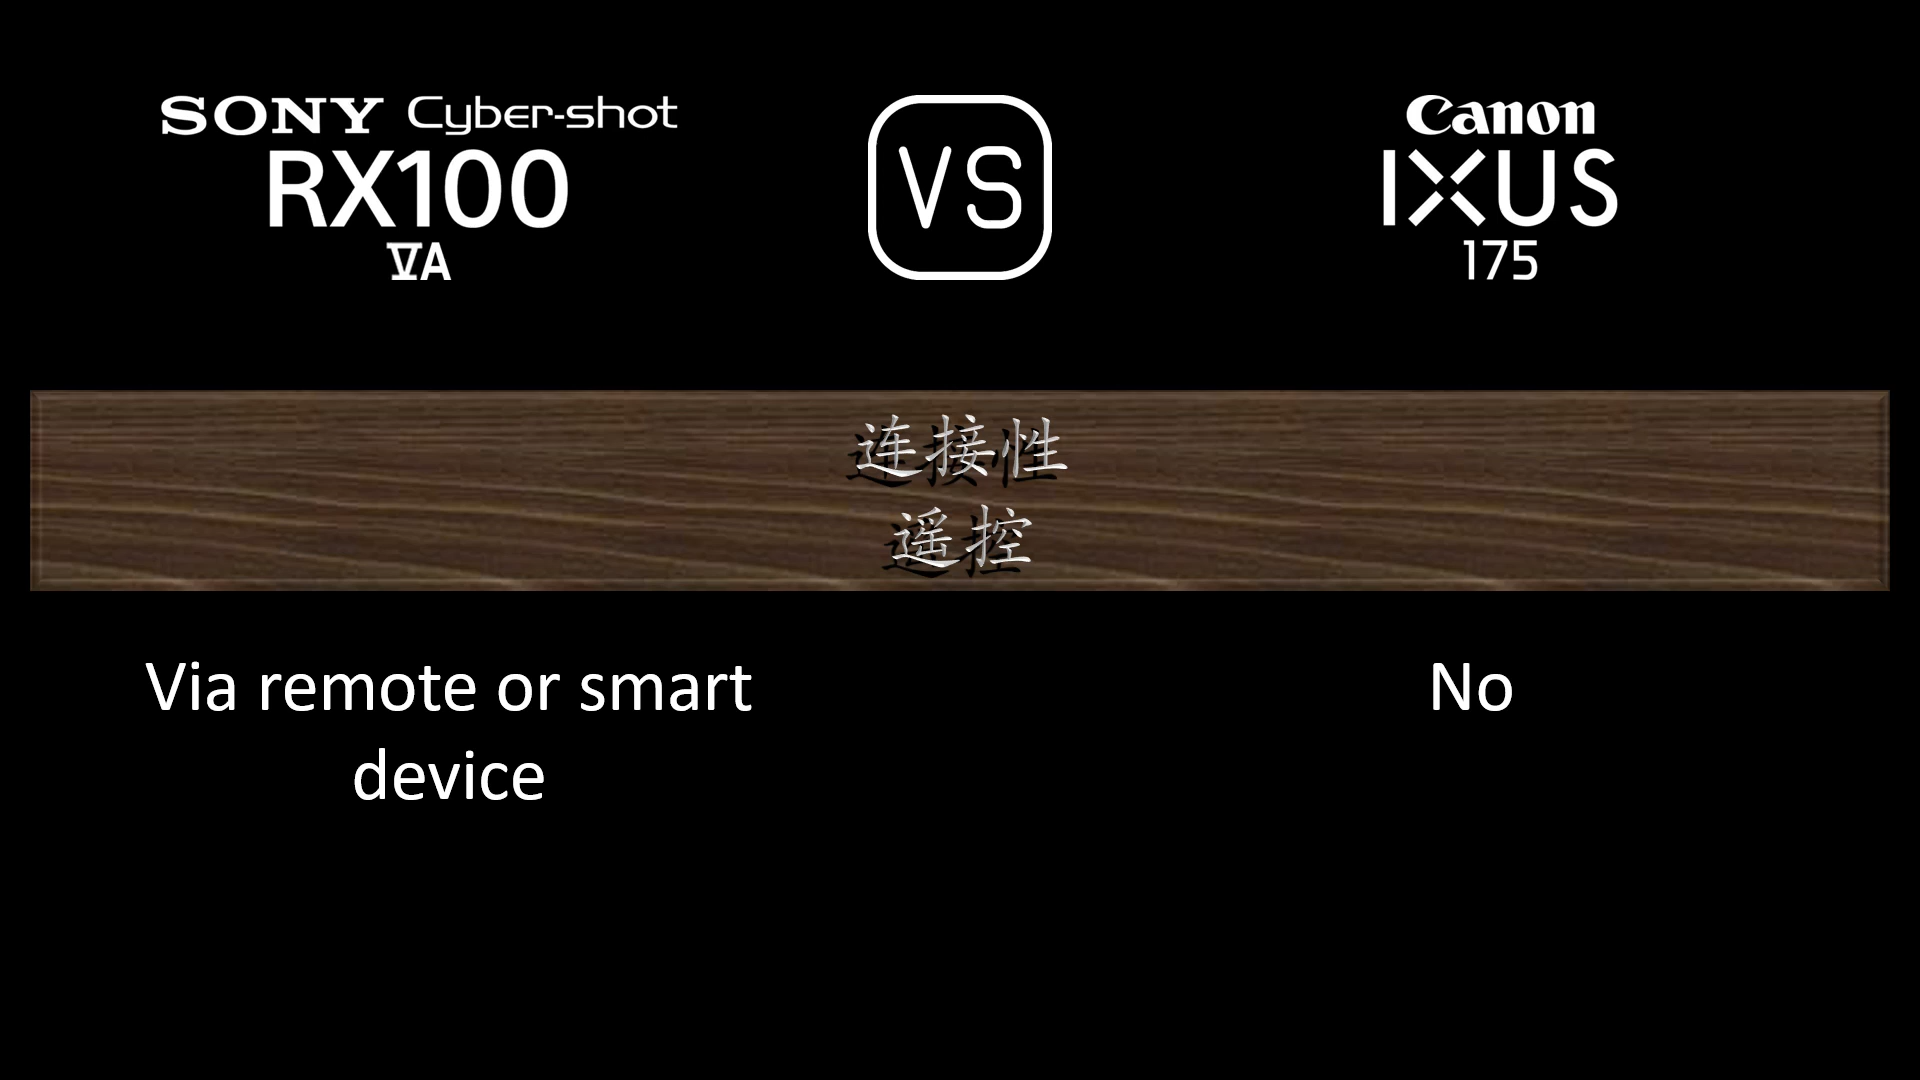 SONY Cyber-shot
RX100
VA
VS
Canon
IXUS
175
连接性
遥控
Via remote or smart
device
No